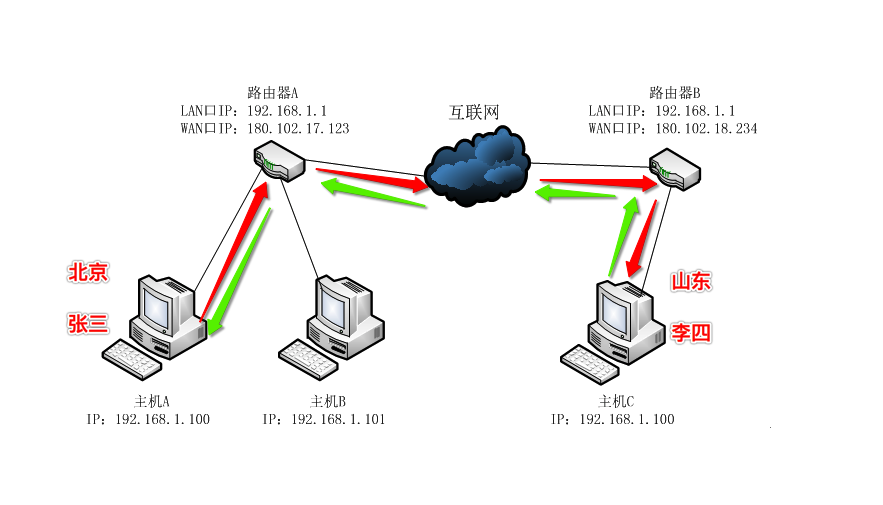 路由器A
LAN口IP: 192.168.1.1
WAN口IP: 180.102.17.123
互联网
路由器B
LAN口IP: 192.168.1.1
WAN口IP: 180.102.18.234
北京
张三
山东
李四
主机A
IP: 192.168.1.100
主机B
IP: 192.168.1.101
主机C
IP: 192.168.1.100